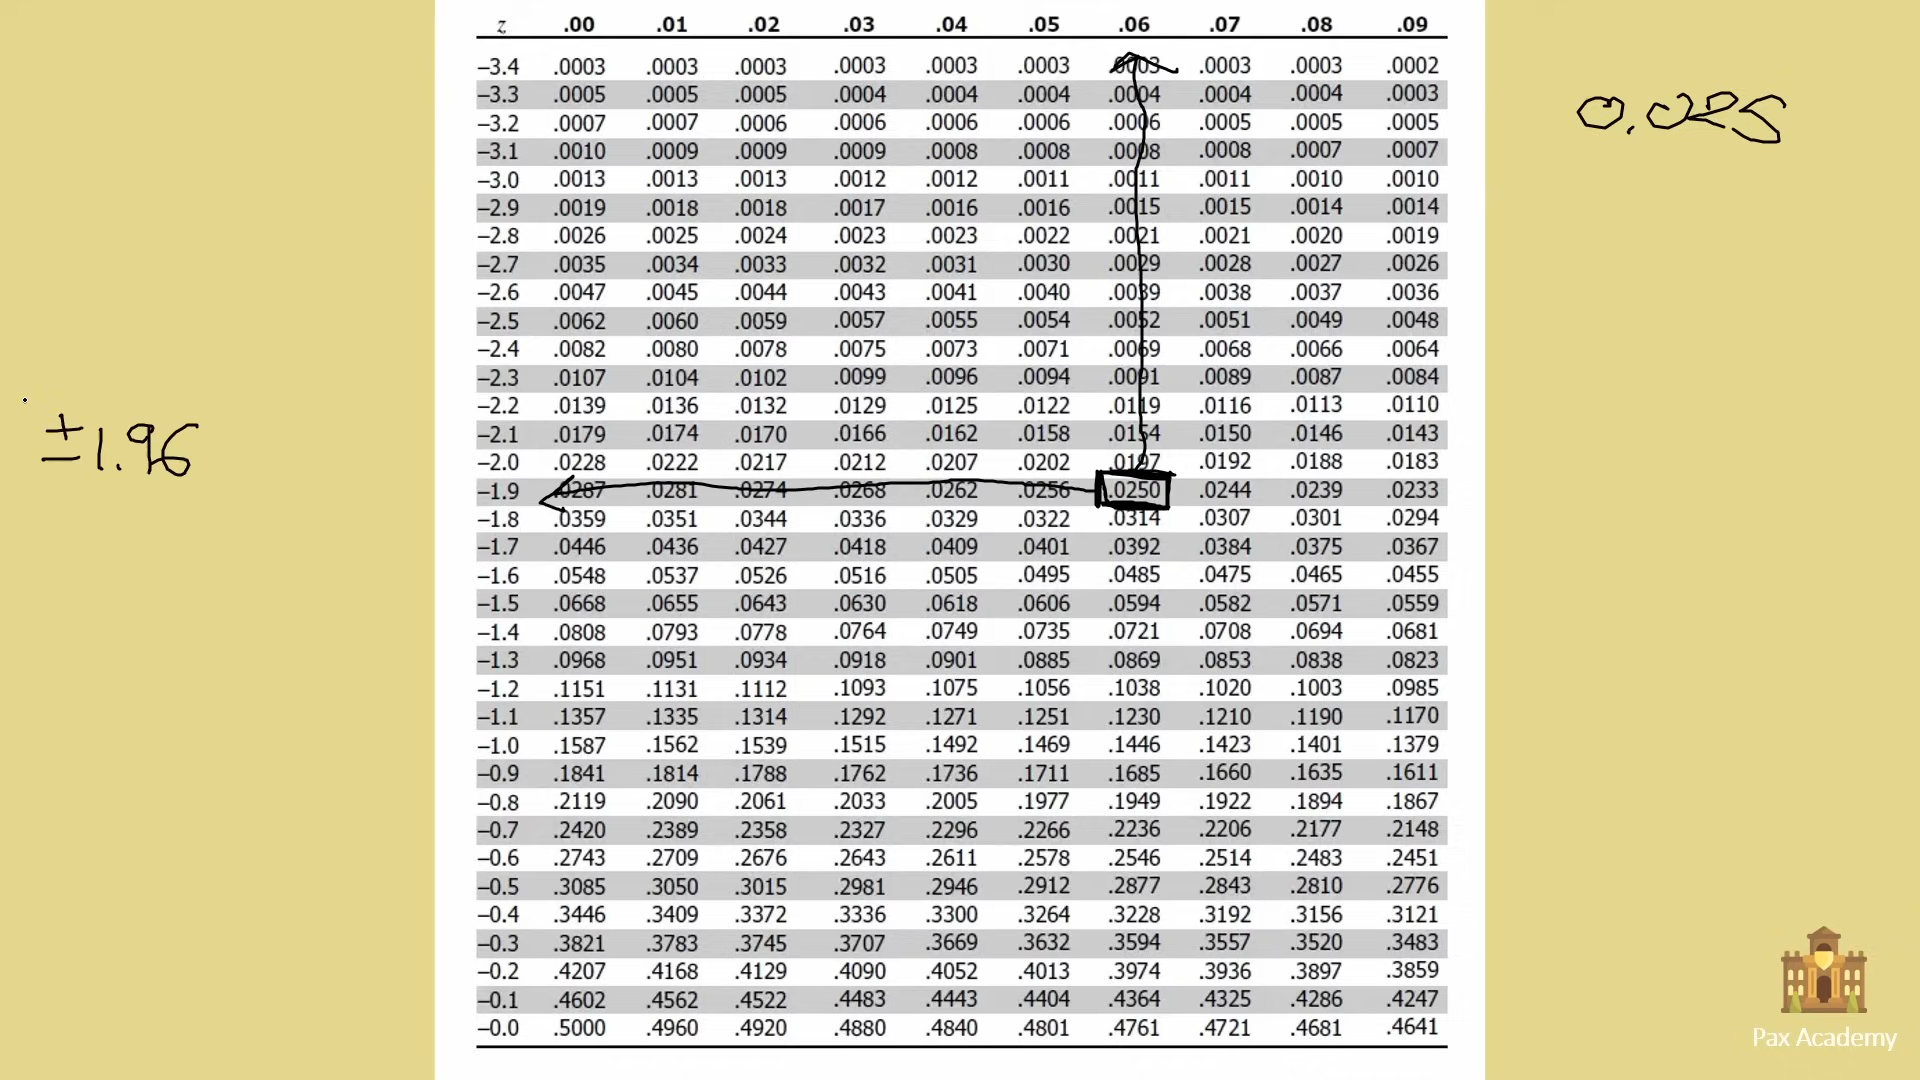 z .00 .01 .02 .03 .04 .05 .06 .07 .08 .09
–3.4 .0003 .0003 .0003 .0003 .0003 .0003 .0003 .0003 .0003 .0002
–3.3 .0005 .0005 .0005 .0004 .0004 .0004 .0004 .0004 .0004 .0003
–3.2 .0007 .0007 .0006 .0006 .0006 .0006 .0006 .0005 .0005 .0005
0.025
–3.1 .0010 .0009 .0009 .0009 .0008 .0008 .0008 .0008 .0007 .0007
–3.0 .0013 .0013 .0013 .0012 .0012 .0011 .0011 .0011 .0010 .0010
–2.9 .0019 .0018 .0018 .0017 .0016 .0016 .0015 .0015 .0014 .0014
–2.8 .0026 .0025 .0024 .0023 .0023 .0022 .0021 .0021 .0020 .0019
–2.7 .0035 .0034 .0033 .0032 .0031 .0030 .0029 .0028 .0027 .0026
–2.6 .0047 .0045 .0044 .0043 .0041 .0040 .0039 .0038 .0037 .0036
–2.5 .0062 .0060 .0059 .0057 .0055 .0054 .0052 .0051 .0049 .0048
–2.4 .0082 .0080 .0078 .0075 .0073 .0071 .0069 .0068 .0066 .0064
–2.3 .0107 .0104 .0102 .0099 .0096 .0094 .0091 .0089 .0087 .0084
–2.2 .0139 .0136 .0132 .0129 .0125 .0122 .0119 .0116 .0113 .0110
–2.1 .0179 .0174 .0170 .0166 .0162 .0158 .0154 .0150 .0146 .0143
±1.96
–2.0 .0228 .0222 .0217 .0212 .0207 .0202 .0197 .0192 .0188 .0183
–1.9 .0287 .0281 .0274 .0268 .0262 .0256 .0250 .0244 .0239 .0233
–1.8 .0359 .0351 .0344 .0336 .0329 .0322 .0314 .0307 .0301 .0294
–1.7 .0446 .0436 .0427 .0418 .0409 .0401 .0392 .0384 .0375 .0367
–1.6 .0548 .0537 .0526 .0516 .0505 .0495 .0485 .0475 .0465 .0455
–1.5 .0668 .0655 .0643 .0630 .0618 .0606 .0594 .0582 .0571 .0559
–1.4 .0808 .0793 .0778 .0764 .0749 .0735 .0721 .0708 .0694 .0681
–1.3 .0968 .0951 .0934 .0918 .0901 .0885 .0869 .0853 .0838 .0823
–1.2 .1151 .1131 .1112 .1093 .1075 .1056 .1038 .1020 .1003 .0985
–1.1 .1357 .1335 .1314 .1292 .1271 .1251 .1230 .1210 .1190 .1170
–1.0 .1587 .1562 .1539 .1515 .1492 .1469 .1446 .1423 .1401 .1379
–0.9 .1841 .1814 .1788 .1762 .1736 .1711 .1685 .1660 .1635 .1611
–0.8 .2119 .2090 .2061 .2033 .2005 .1977 .1949 .1922 .1894 .1867
–0.7 .2420 .2389 .2358 .2327 .2296 .2266 .2236 .2206 .2177 .2148
–0.6 .2743 .2709 .2676 .2643 .2611 .2578 .2546 .2514 .2483 .2451
–0.5 .3085 .3050 .3015 .2981 .2946 .2912 .2877 .2843 .2810 .2776
–0.4 .3446 .3409 .3372 .3336 .3300 .3264 .3228 .3192 .3156 .3121
–0.3 .3821 .3783 .3745 .3707 .3669 .3632 .3594 .3557 .3520 .3483
–0.2 .4207 .4168 .4129 .4090 .4052 .4013 .3974 .3936 .3897 .3859
–0.1 .4602 .4562 .4522 .4483 .4443 .4404 .4364 .4325 .4286 .4247
–0.0 .5000 .4960 .4920 .4880 .4840 .4801 .4761 .4721 .4681 .4641
Pax Academy